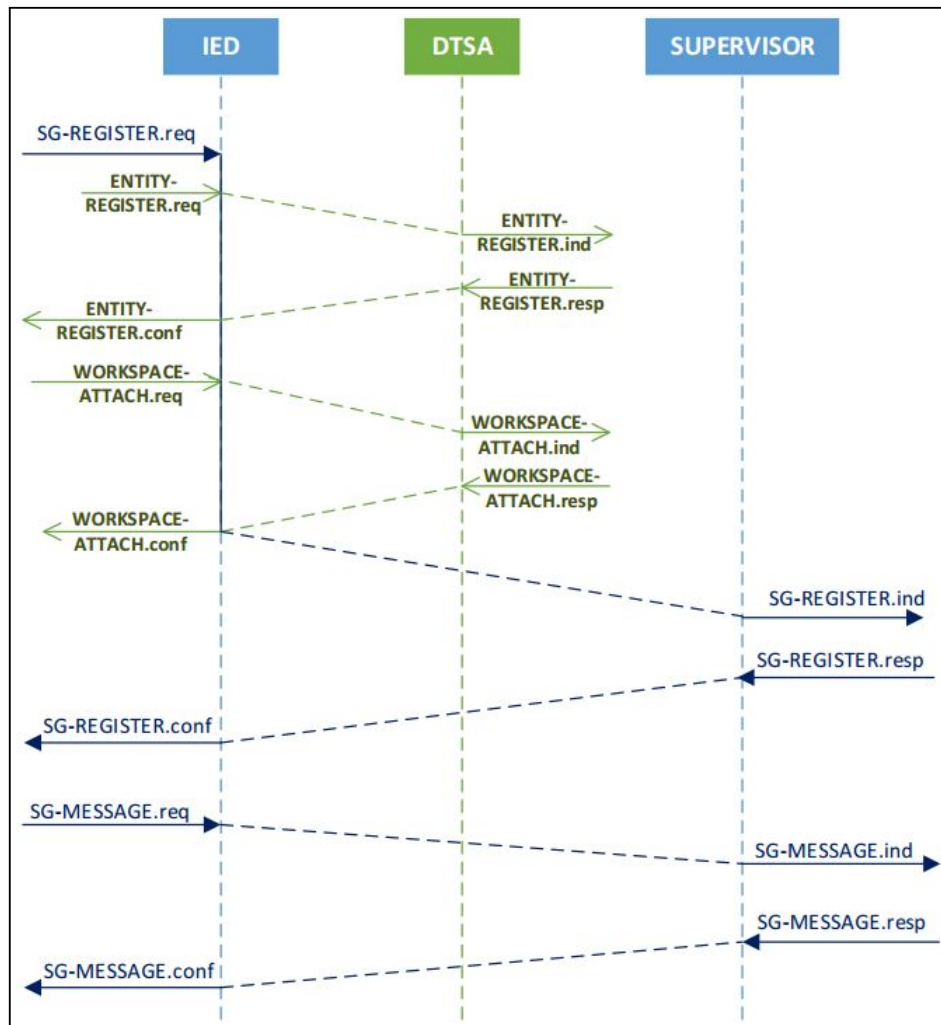 IED
DTSA
SUPERVISOR
SG-REGISTER.req
ENTITY-
REGISTER.req
ENTITY-
REGISTER.ind
ENTITY-
REGISTER.resp
ENTITY-
REGISTER.conf
WORKSPACE-
ATTACH.req
WORKSPACE-
ATTACH.ind
WORKSPACE-
ATTACH.resp
WORKSPACE-
ATTACH.conf
SG-REGISTER.ind
SG-REGISTER.resp
SG-REGISTER.conf
SG-MESSAGE.req
SG-MESSAGE.ind
SG-MESSAGE.resp
SG-MESSAGE.conf